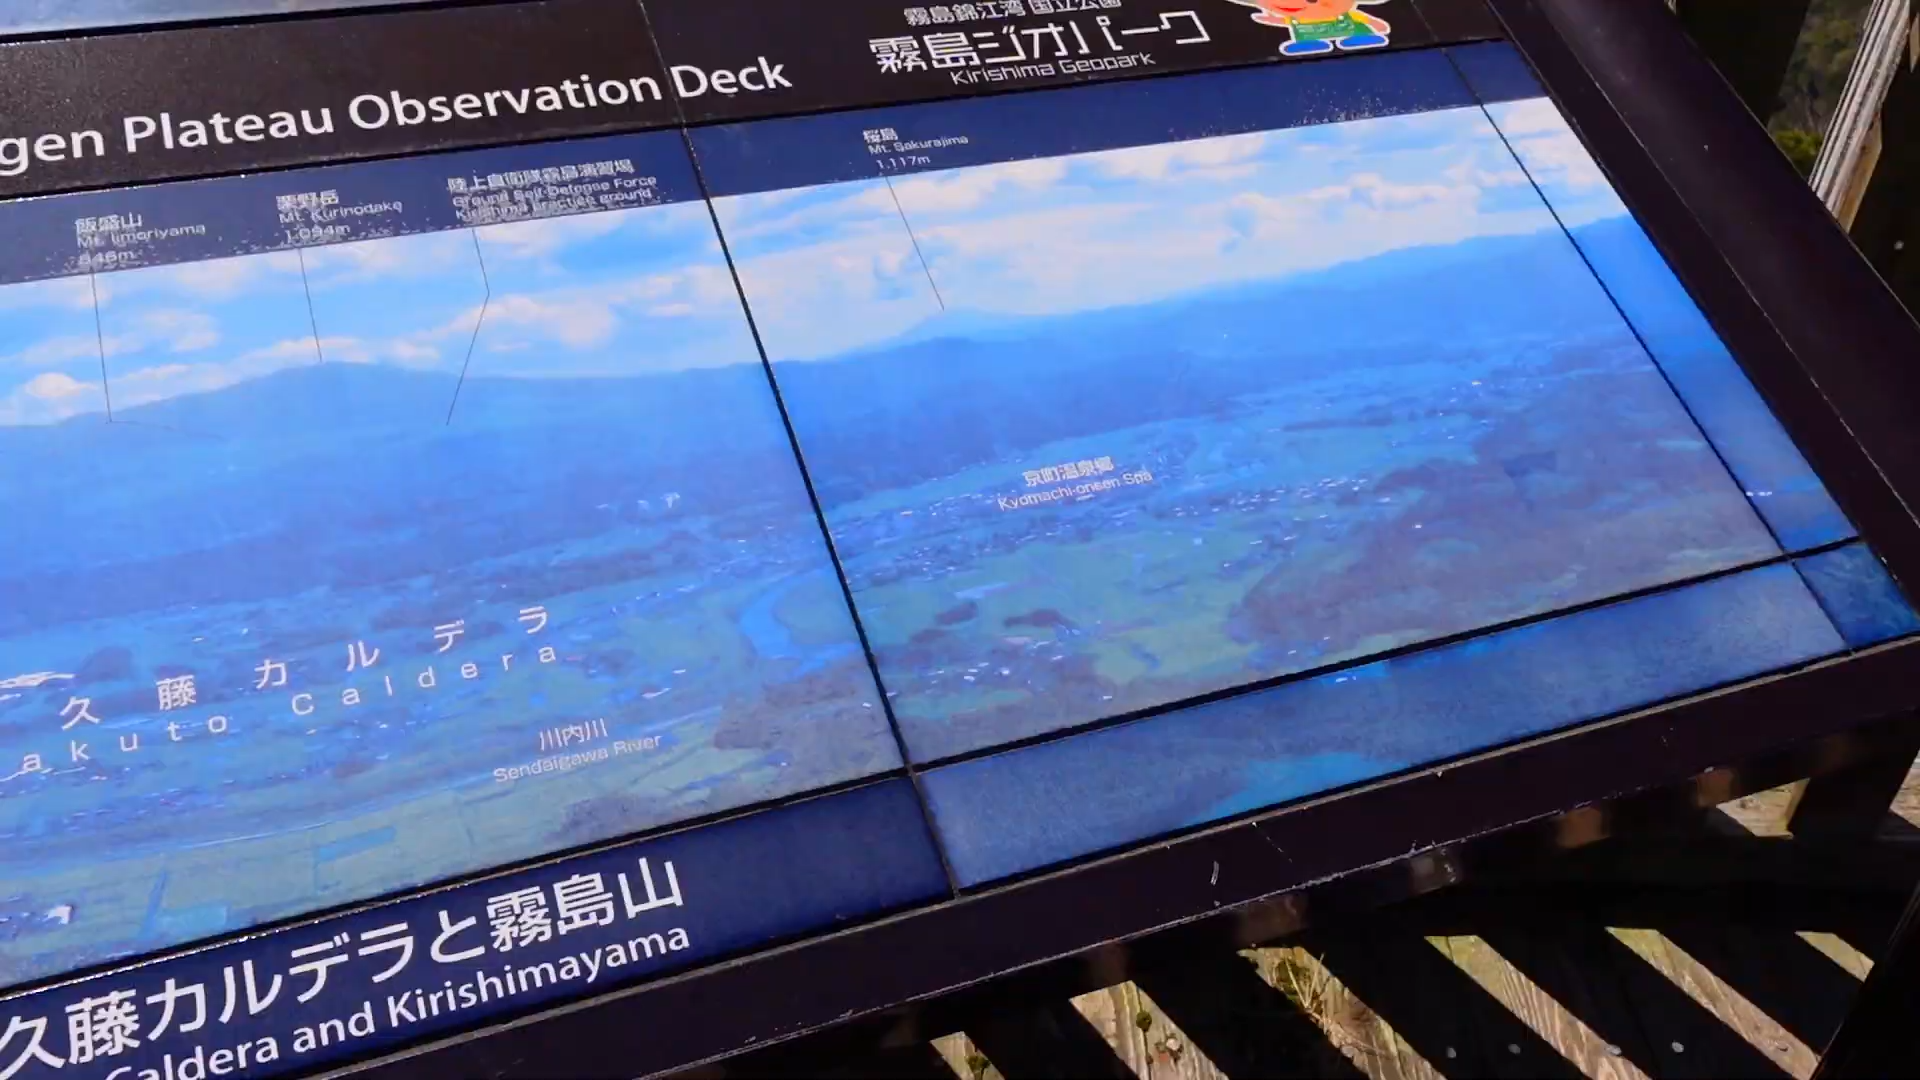 霧島錦江湾 国立公園
霧島ジオパーク
Kirishima Geopark
gen Plateau Observation Deck
桜島
Mt. Sakurajima
1,117m
陸上自衛隊霧島演習場
Ground Self-Defense Force
Kirishima practice ground
栗野岳
Mt. Kurinodake
1,094m
飯盛山
Mt. Iimoriyama
846m
京町温泉郷
Kyomachi-onsen Spa
久藤カルデラ
akuto Caldera
川内川
Sendaigawa River
久藤カルデラと霧島山
Caldera and Kirishimayama